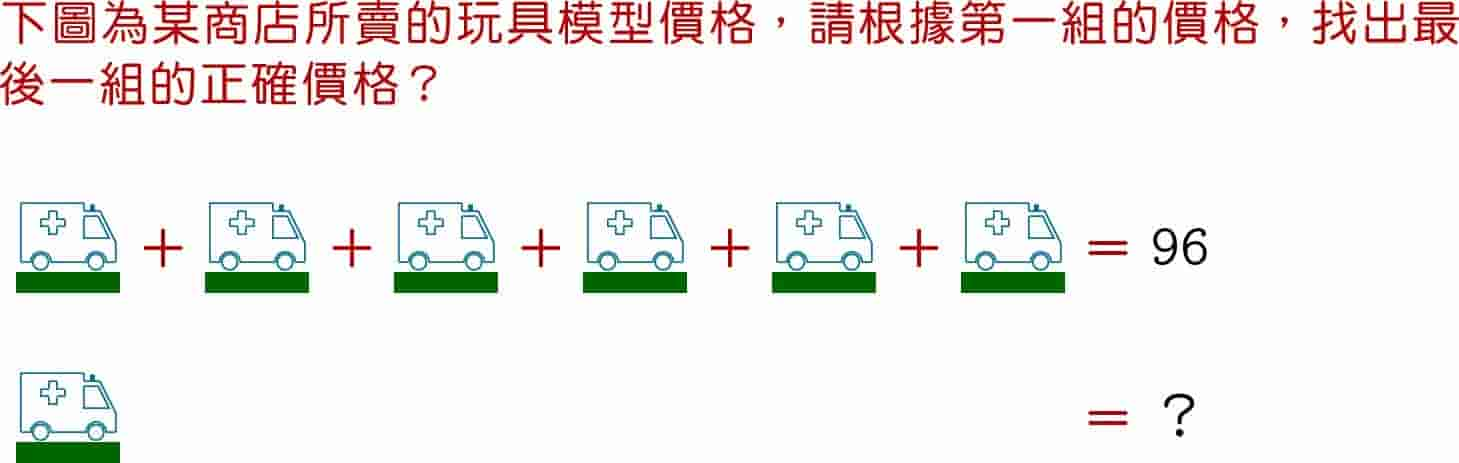 下圖為某商店所賣的玩具模型價格，請根據第一組的價格，找出最
後一組的正確價格？
+ + + + + = 96
= ?